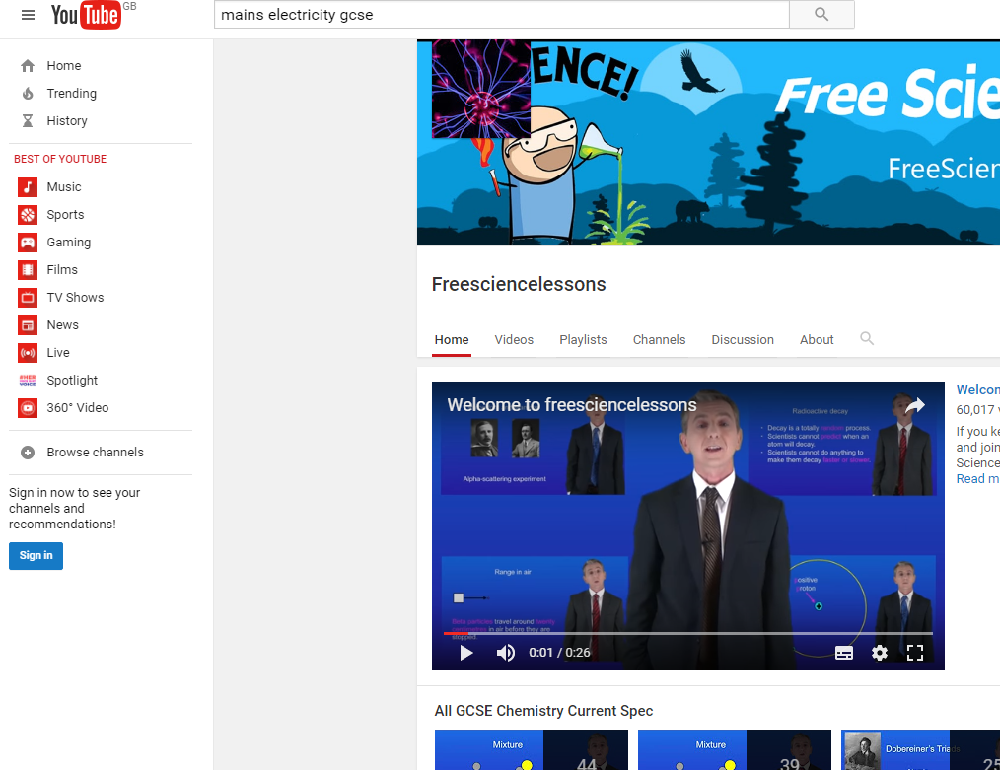 YouTube GB
mains electricity gcse
Home
Trending
History
BEST OF YOUTUBE
Music
Sports
Gaming
Films
TV Shows
News
Live
Spotlight
360° Video
Browse channels
Sign in now to see your
channels and
recommendations!
Sign in
ENCE!
Free Scie
FreeScien
Freesciencelessons
Home Videos Playlists Channels Discussion About
Welcome to freesciencelessons
Alpha-scattering experiment
Radioactive decay
• Decay is a totally random process.
• Scientists cannot predict when an
atom will decay.
• Scientists cannot do anything to
make them decay faster or slower.
Range in air
Beta particles travel around twenty
centimetres in air before they are
stopped.
positive
proton
0:01 / 0:26
Welcom
60,017 v
If you ke
and join
Science
Read m
All GCSE Chemistry Current Spec
Mixture
44
Mixture
39
Dobereiner's Triads
25